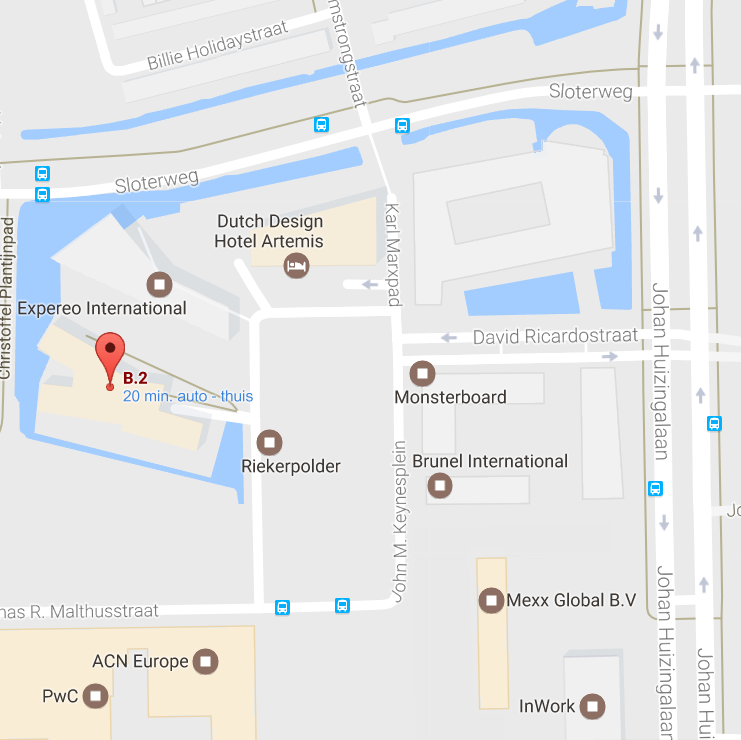 Billie Holidaystraat
mstrongstraat
Sloterweg
Sloterweg
Christoffel Plantijnpad
Dutch Design
Hotel Artemis
Karl Marxpad
Expereo International
David Ricardostraat
Johan Huizingalaan
B.2
20 min. auto - thuis
Monsterboard
Riekerpolder
Brunel International
John M. Keynesplein
Jo
nas R. Malthusstraat
Mexx Global B.V
Johan Huizingalaan
Johan Hui
Johan Hui
ACN Europe
PwC
InWork